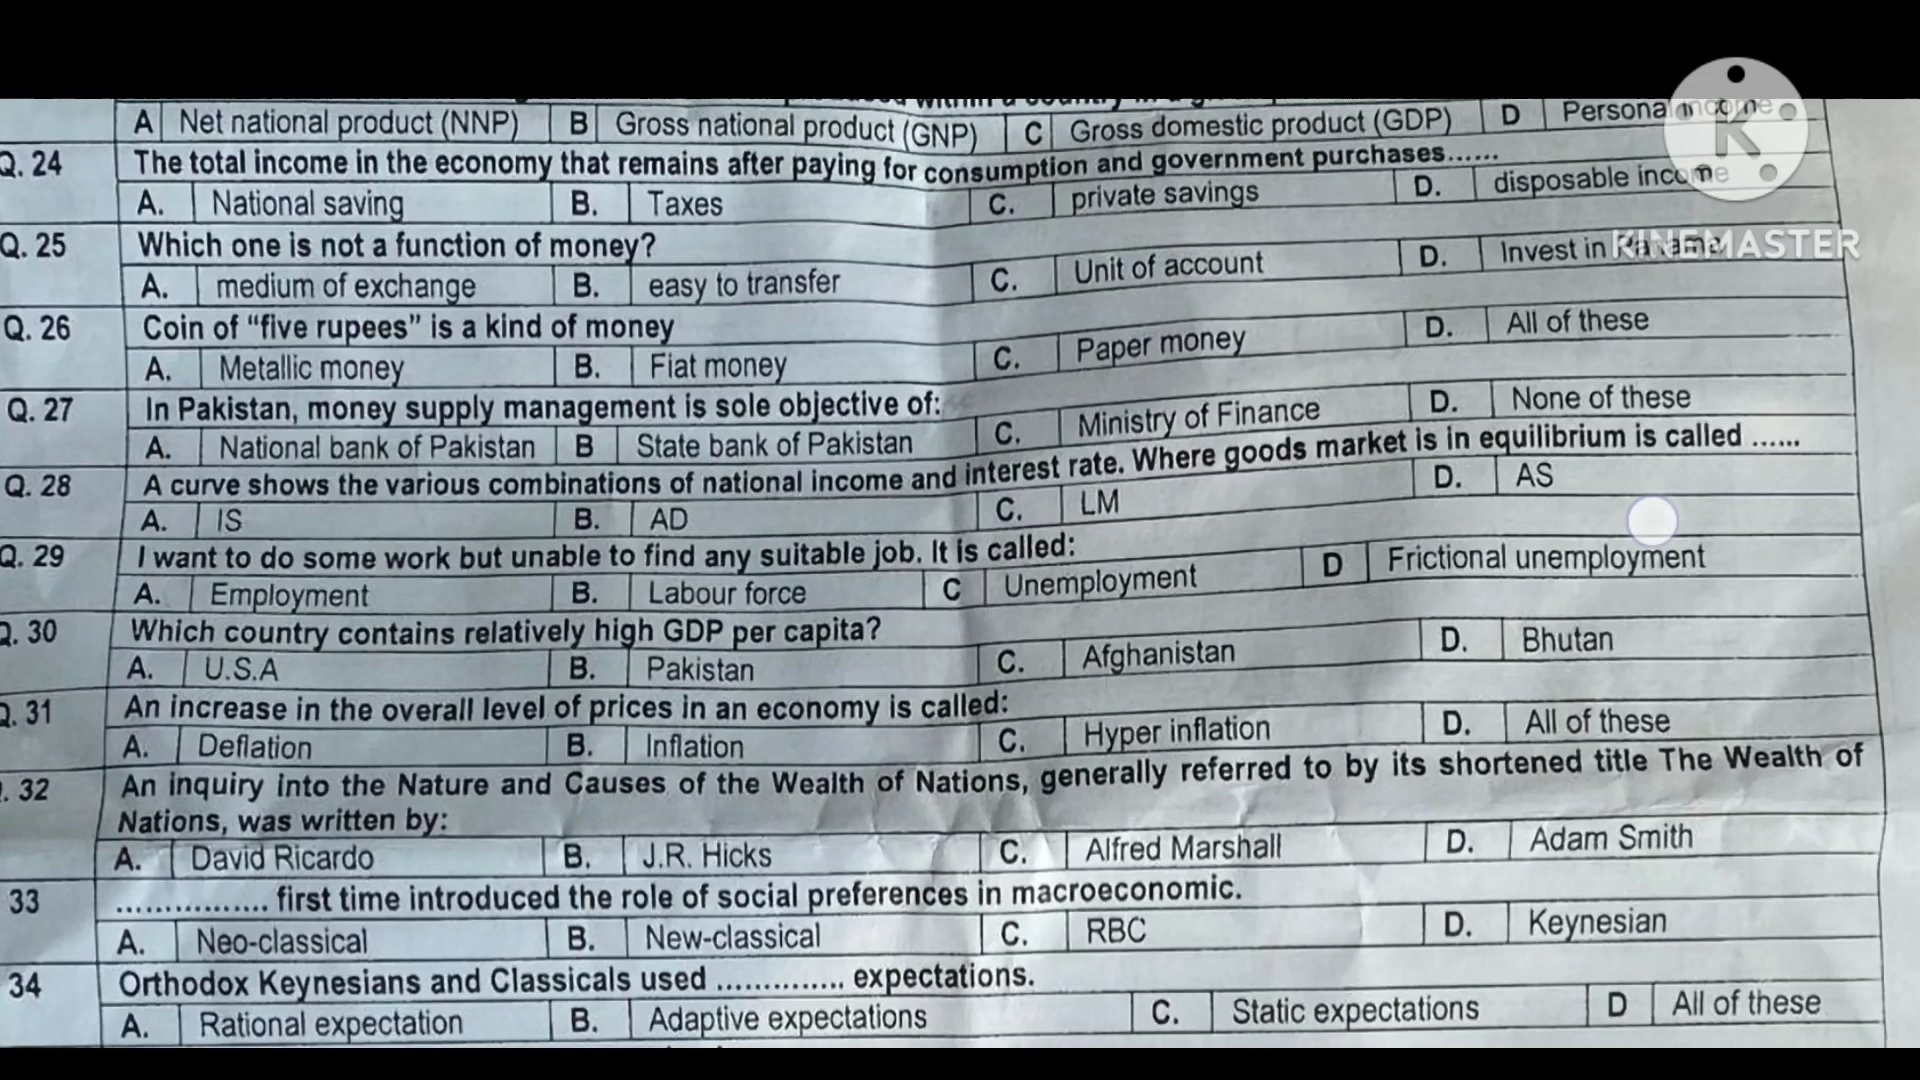 within a country in a
A Net national product (NNP) B Gross national product (GNP) C Gross domestic product (GDP) D Personal income
Q. 24 The total income in the economy that remains after paying for consumption and government purchases......
A. National saving B. Taxes C. private savings D. disposable income
Q. 25 Which one is not a function of money?
A. medium of exchange B. easy to transfer C. Unit of account D. Invest in Panama
KINEMASTER
Q. 26 Coin of “five rupees” is a kind of money
A. Metallic money B. Fiat money C. Paper money D. All of these
Q. 27 In Pakistan, money supply management is sole objective of:
A. National bank of Pakistan B State bank of Pakistan C. Ministry of Finance D. None of these
Q. 28 A curve shows the various combinations of national income and interest rate. Where goods market is in equilibrium is called ......
A. IS B. AD C. LM D. AS
Q. 29 I want to do some work but unable to find any suitable job. It is called:
A. Employment B. Labour force C Unemployment D Frictional unemployment
Q. 30 Which country contains relatively high GDP per capita?
A. U.S.A B. Pakistan C. Afghanistan D. Bhutan
Q. 31 An increase in the overall level of prices in an economy is called:
A. Deflation B. Inflation C. Hyper inflation D. All of these
. 32 An inquiry into the Nature and Causes of the Wealth of Nations, generally referred to by its shortened title The Wealth of
Nations, was written by:
A. David Ricardo B. J.R. Hicks C. Alfred Marshall D. Adam Smith
33 ................ first time introduced the role of social preferences in macroeconomic.
A. Neo-classical B. New-classical C. RBC D. Keynesian
34 Orthodox Keynesians and Classicals used .............. expectations.
A. Rational expectation B. Adaptive expectations C. Static expectations D All of these